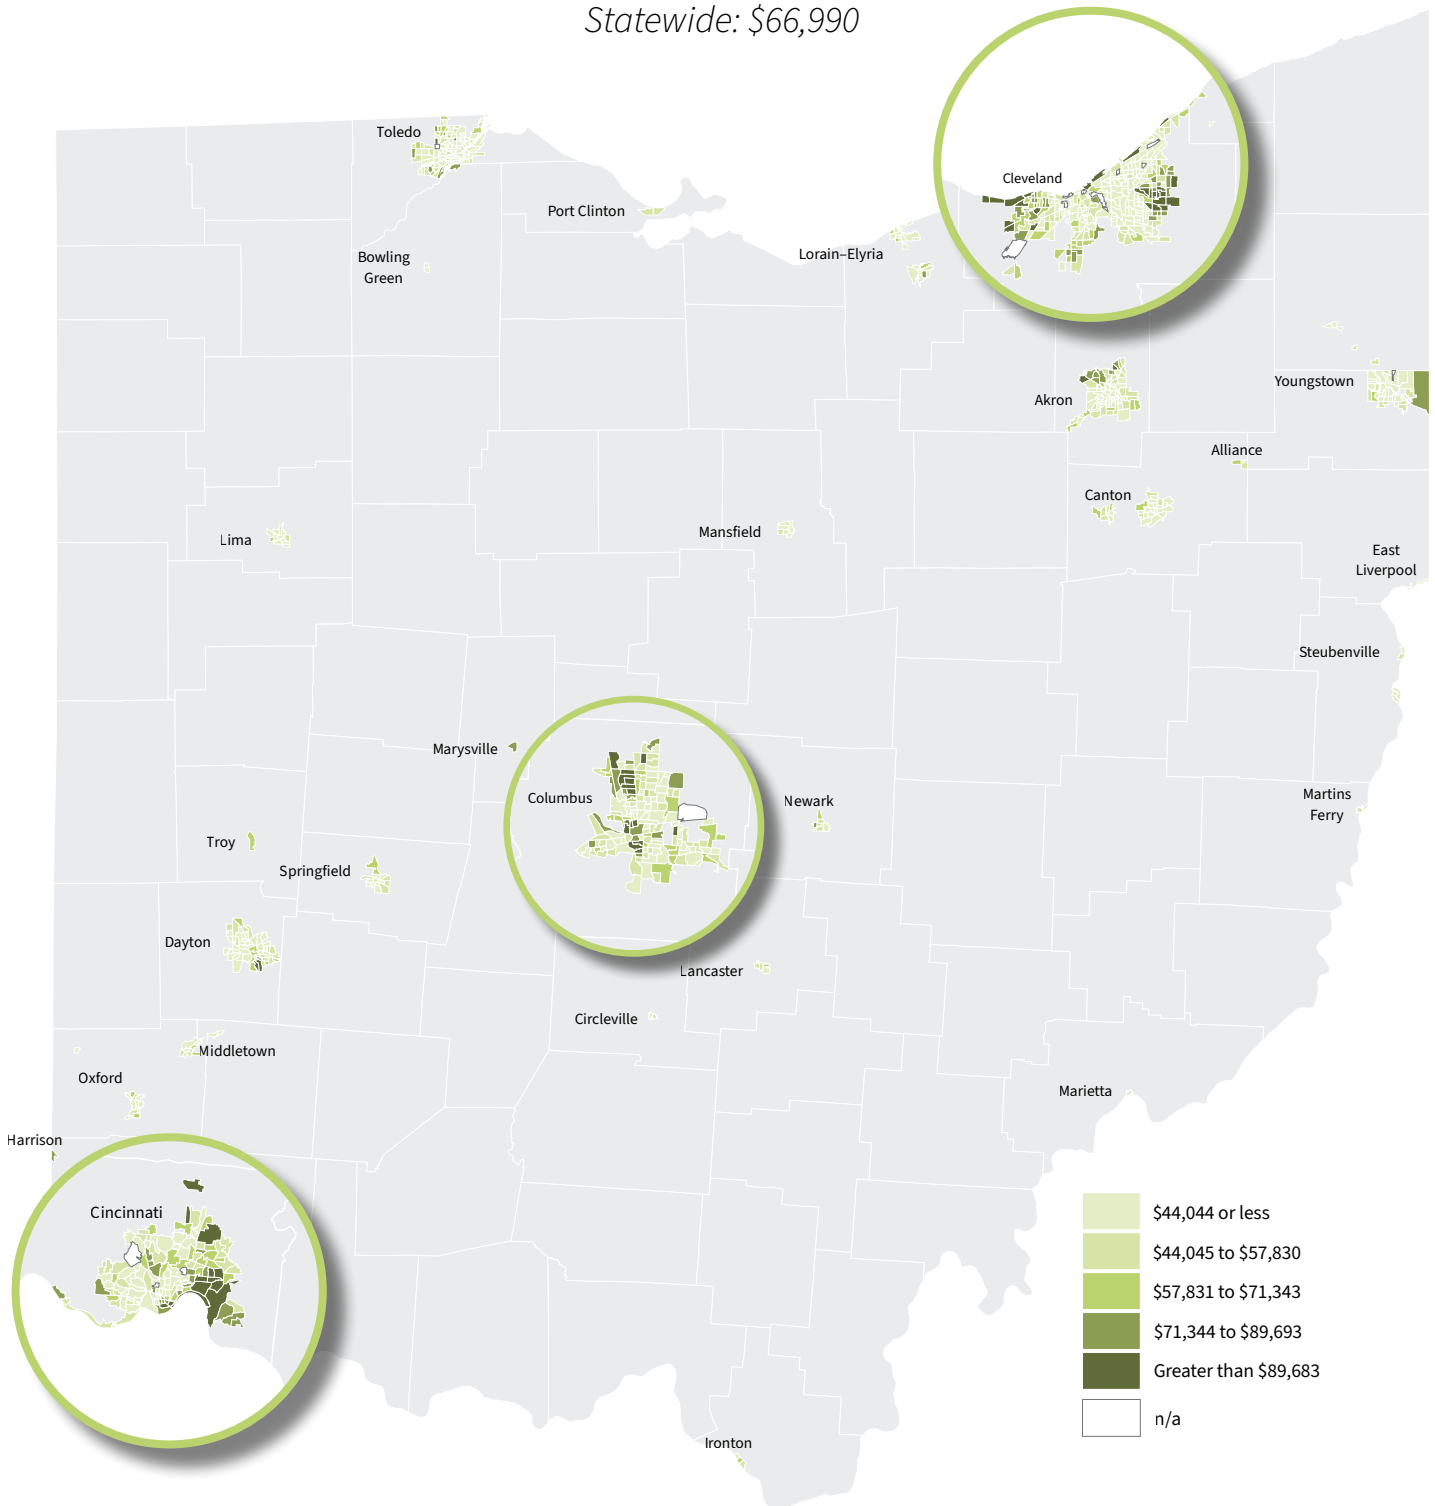 Statewide: $66,990
Toledo
Port Clinton
Bowling
Green
Cleveland
Lorain–Elyria
Akron
Youngstown
Alliance
Canton
Lima
Mansfield
East
Liverpool
Steubenville
Marysville
Columbus
Newark
Martins
Ferry
Troy
Springfield
Dayton
Lancaster
Circleville
Middletown
Oxford
Marietta
Harrison
Cincinnati
Ironton
$44,044 or less
$44,045 to $57,830
$57,831 to $71,343
$71,344 to $89,693
Greater than $89,683
n/a